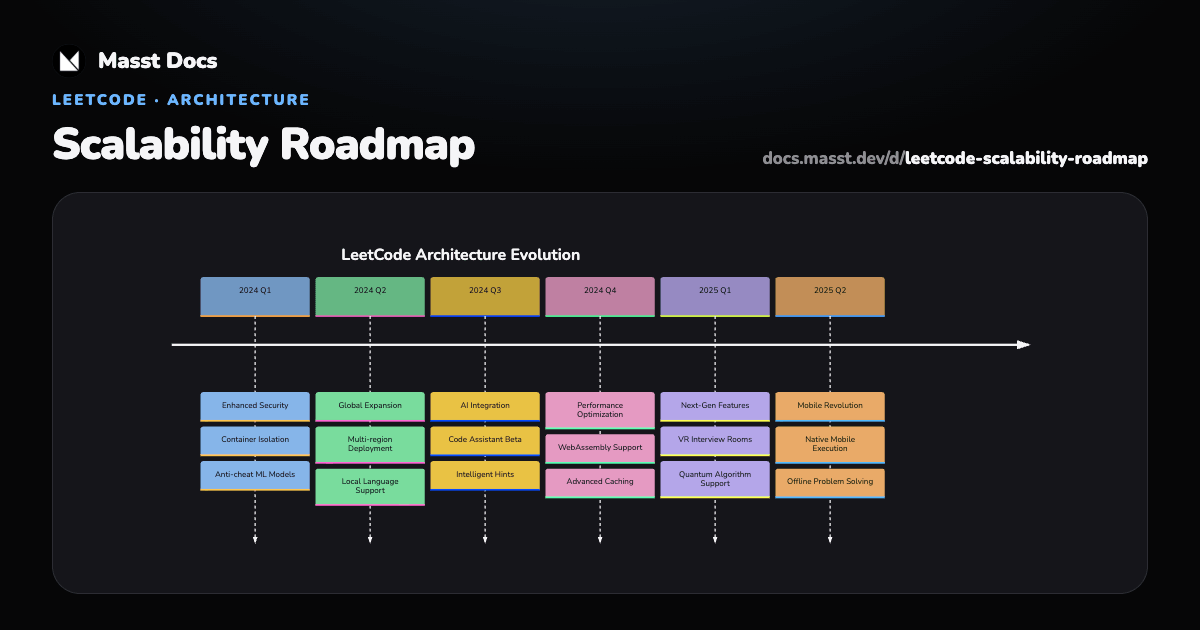 Masst Docs
LEETCODE · ARCHITECTURE
Scalability Roadmap
docs.masst.dev/d/leetcode-scalability-roadmap
LeetCode Architecture Evolution
2024 Q1
2024 Q2
2024 Q3
2024 Q4
2025 Q1
2025 Q2
Enhanced Security
Container Isolation
Anti-cheat ML Models
Global Expansion
Multi-region
Deployment
Local Language
Support
AI Integration
Code Assistant Beta
Intelligent Hints
Performance
Optimization
WebAssembly Support
Advanced Caching
Next-Gen Features
VR Interview Rooms
Quantum Algorithm
Support
Mobile Revolution
Native Mobile
Execution
Offline Problem Solving